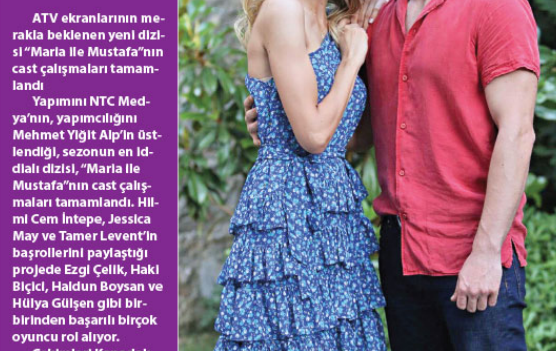 ATV ekranlarının me-
rakla beklenen yeni dizi-
si “Maria ile Mustafa”nın
cast çalışmaları tamam-
landı
Yapımını NTC Med-
ya’nın, yapımcılığını
Mehmet Yiğit Alp’in üst-
lendiği, sezonun en id-
dialı dizisi, “Maria ile
Mustafa”nın cast çalış-
maları tamamlandı. Hil-
mi Cem İntepe, Jessica
May ve Tamer Levent’in
başrollerini paylaştığı
projede Ezgi Çelik, Haki
Biçici, Haldun Boysan ve
Hülya Gülşen gibi bir-
birinden başarılı birçok
oyuncu rol alıyor.